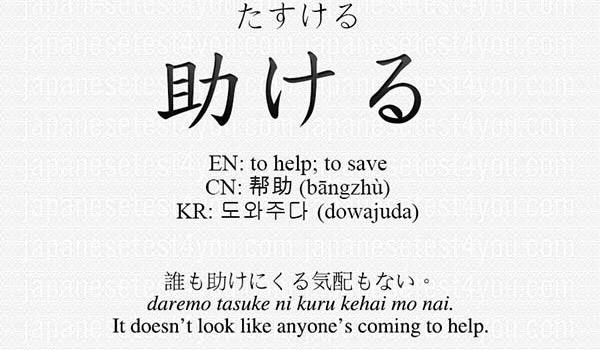 たすける
助ける
EN: to help; to save
CN: 帮助 (bāngzhù)
KR: 도와주다 (dowajuda)
誰も助けにくる気配もない。
daremo tasuke ni kuru kehai mo nai.
It doesn’t look like anyone’s coming to help.